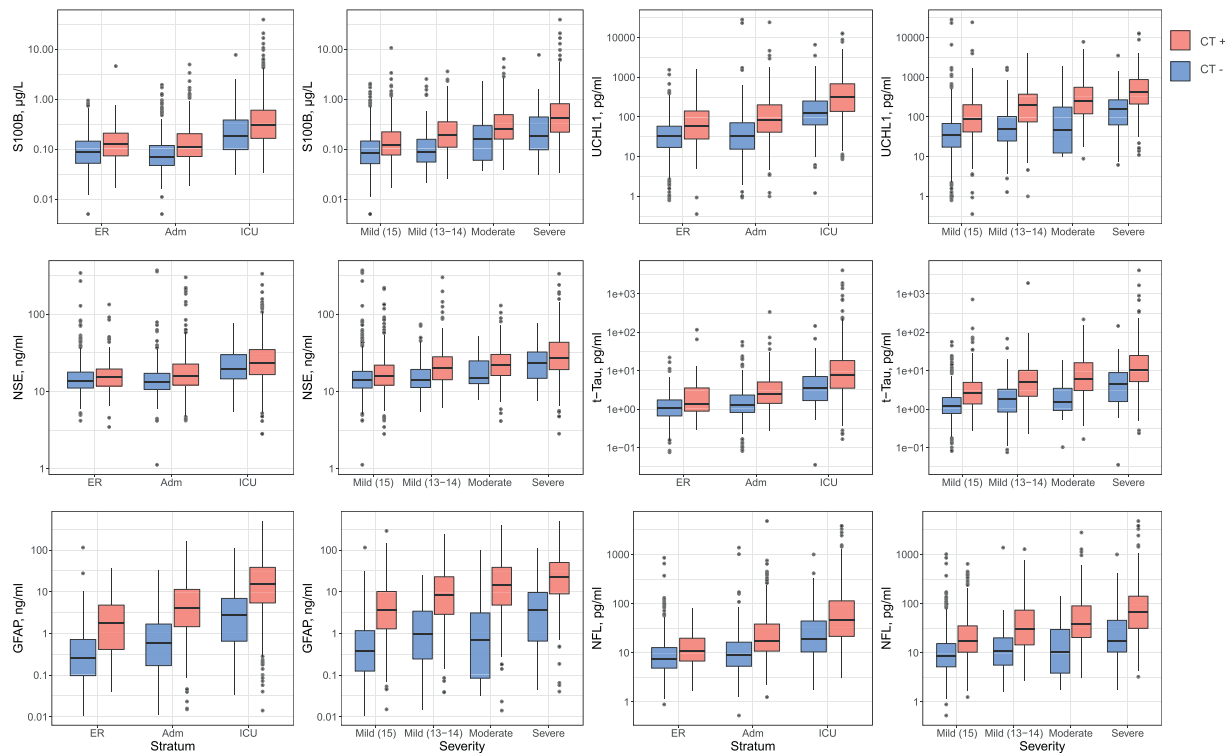 S100B, µg/L
10.00
1.00
0.10
0.01
ER Adm ICU
S100B, µg/L
10.00
1.00
0.10
0.01
Mild (15) Mild (13−14) Moderate Severe
UCHL1, pg/ml
10000
1000
100
10
1
ER Adm ICU
UCHL1, pg/ml
10000
1000
100
10
1
Mild (15) Mild (13−14) Moderate Severe
CT +
CT -
NSE, ng/ml
100
10
1
ER Adm ICU
NSE, ng/ml
100
10
1
Mild (15) Mild (13−14) Moderate Severe
t−Tau, pg/ml
1e+03
1e+02
1e+01
1e+00
1e−01
ER Adm ICU
t−Tau, pg/ml
1e+03
1e+02
1e+01
1e+00
1e−01
Mild (15) Mild (13−14) Moderate Severe
GFAP, ng/ml
100
10
1
0.1
0.01
ER Adm ICU
Stratum
GFAP, ng/ml
100
10
1
0.1
0.01
Mild (15) Mild (13−14) Moderate Severe
Severity
NFL, pg/ml
1000
100
10
1
ER Adm ICU
Stratum
NFL, pg/ml
1000
100
10
1
Mild (15) Mild (13−14) Moderate Severe
Severity